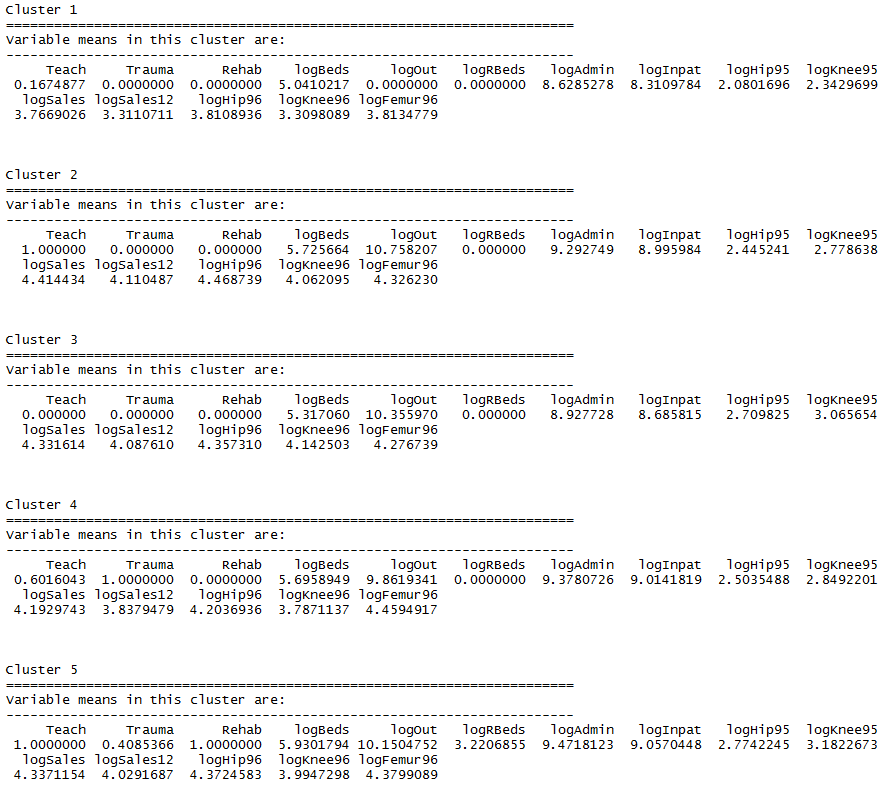 Cluster 1
=======================================================================
Variable means in this cluster are:
-----------------------------------------------------------------------
Teach Trauma Rehab logBeds logOut logRBeds logAdmin logInpat logHip95 logKnee95
0.1674877 0.0000000 0.0000000 5.0410217 0.0000000 0.0000000 8.6285278 8.3109784 2.0801696 2.3429699
logSales logSales12 logHip96 logKnee96 logFemur96
3.7669026 3.3110711 3.8108936 3.3098089 3.8134779
Cluster 2
=======================================================================
Variable means in this cluster are:
-----------------------------------------------------------------------
Teach Trauma Rehab logBeds logOut logRBeds logAdmin logInpat logHip95 logKnee95
1.000000 0.000000 0.000000 5.725664 10.758207 0.000000 9.292749 8.995984 2.445241 2.778638
logSales logSales12 logHip96 logKnee96 logFemur96
4.414434 4.110487 4.468739 4.062095 4.326230
Cluster 3
=======================================================================
Variable means in this cluster are:
-----------------------------------------------------------------------
Teach Trauma Rehab logBeds logOut logRBeds logAdmin logInpat logHip95 logKnee95
0.000000 0.000000 0.000000 5.317060 10.355970 0.000000 8.927728 8.685815 2.709825 3.065654
logSales logSales12 logHip96 logKnee96 logFemur96
4.331614 4.087610 4.357310 4.142503 4.276739
Cluster 4
=======================================================================
Variable means in this cluster are:
-----------------------------------------------------------------------
Teach Trauma Rehab logBeds logOut logRBeds logAdmin logInpat logHip95 logKnee95
0.6016043 1.0000000 0.0000000 5.6958949 9.8619341 0.0000000 9.3780726 9.0141819 2.5035488 2.8492201
logSales logSales12 logHip96 logKnee96 logFemur96
4.1929743 3.8379479 4.2036936 3.7871137 4.4594917
Cluster 5
=======================================================================
Variable means in this cluster are:
-----------------------------------------------------------------------
Teach Trauma Rehab logBeds logOut logRBeds logAdmin logInpat logHip95 logKnee95
1.0000000 0.4085366 1.0000000 5.9301794 10.1504752 3.2206855 9.4718123 9.0570448 2.7742245 3.1822673
logSales logSales12 logHip96 logKnee96 logFemur96
4.3371154 4.0291687 4.3724583 3.9947298 4.3799089